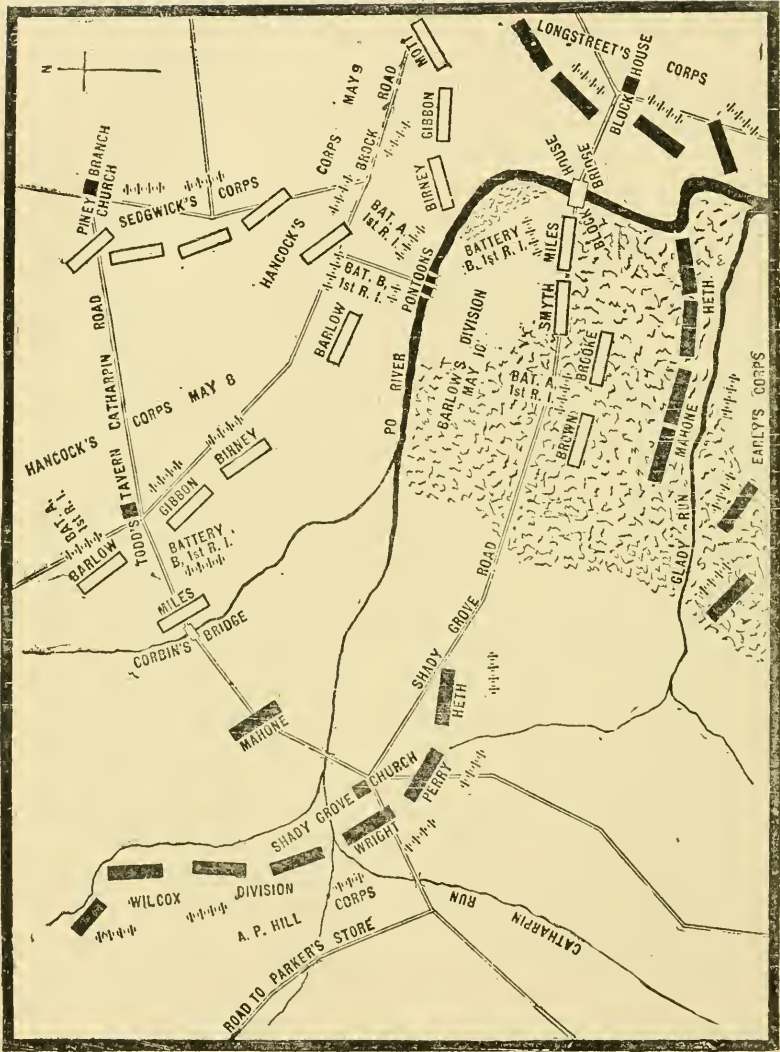 N
LONGSTREET'S CORPS
BLOCK HOUSE
MOTT
GIBBON
BIRNEY
HANCOCK'S CORPS MAY 9
BROCK ROAD
PINEY BRANCH CHURCH
SEDGWICK'S CORPS
BLOCK HOUSE BRIDGE
BAT. A,
1st R. I.
BAT. B,
1st R. I.
PONTOONS
BARLOW
BATTERY
B, 1st R. I.
MILES
SMYTH
BROOKE
BROWN
BARLOW'S DIVISION
MAY 10
BAT. A,
1st R. I.
HETH
MAHONE
GLADY RUN
EARLY'S CORPS
PO RIVER
CATHARPIN ROAD
HANCOCK'S CORPS MAY 8
TODD'S TAVERN
BAT. A,
1st R. I.
BARLOW
GIBBON
BIRNEY
BATTERY
B, 1st R. I.
MILES
CORBIN'S BRIDGE
MAHONE
SHADY GROVE ROAD
HETH
SHADY GROVE CHURCH
PERRY
WRIGHT
WILCOX DIVISION
A. P. HILL CORPS
CATHARPIN RUN
ROAD TO PARKER'S STORE